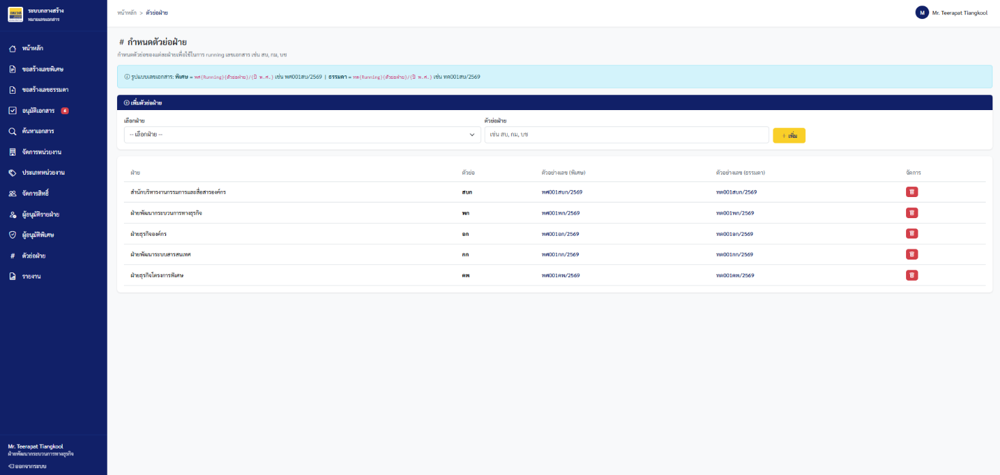 ระบบกลางสร้าง
หมายเลขเอกสาร
หน้าหลัก
ขอสร้างเลขพิเศษ
ขอสร้างเลขธรรมดา
อนุมัติเอกสาร 6
ค้นหาเอกสาร
จัดการหน่วยงาน
ประเภทหน่วยงาน
จัดการสิทธิ์
ผู้อนุมัติรายฝ่าย
ผู้อนุมัติพิเศษ
# ตัวย่อฝ่าย
รายงาน
Mr. Teerapat Tiangkool
ฝ่ายพัฒนากระบวนการทางธุรกิจ
ออกจากระบบ
หน้าหลัก > ตัวย่อฝ่าย
M Mr. Teerapat Tiangkool
# กำหนดตัวย่อฝ่าย
กำหนดตัวย่อของแต่ละฝ่ายเพื่อใช้ในการ running เลขเอกสาร เช่น สบ, กม, บช
รูปแบบเลขเอกสาร: พิเศษ = พศ{Running}{ตัวย่อฝ่าย}/{ปี พ.ศ.} เช่น พศ001สบ/2569 | ธรรมดา = ทด{Running}{ตัวย่อฝ่าย}/{ปี พ.ศ.} เช่น ทด001สบ/2569
เพิ่มตัวย่อฝ่าย
เลือกฝ่าย ตัวย่อฝ่าย
-- เลือกฝ่าย -- เช่น สบ, กม, บช + เพิ่ม
ฝ่าย ตัวย่อ ตัวอย่างเลข (พิเศษ) ตัวอย่างเลข (ธรรมดา) จัดการ
สำนักบริหารงานกรรมการและสื่อสารองค์กร สบก พศ001สบก/2569 ทด001สบก/2569
ฝ่ายพัฒนากระบวนการทางธุรกิจ พก พศ001พก/2569 ทด001พก/2569
ฝ่ายธุรกิจองค์กร อก พศ001อก/2569 ทด001อก/2569
ฝ่ายพัฒนาระบบสารสนเทศ กก พศ001กก/2569 ทด001กก/2569
ฝ่ายธุรกิจโครงการพิเศษ คพ พศ001คพ/2569 ทด001คพ/2569